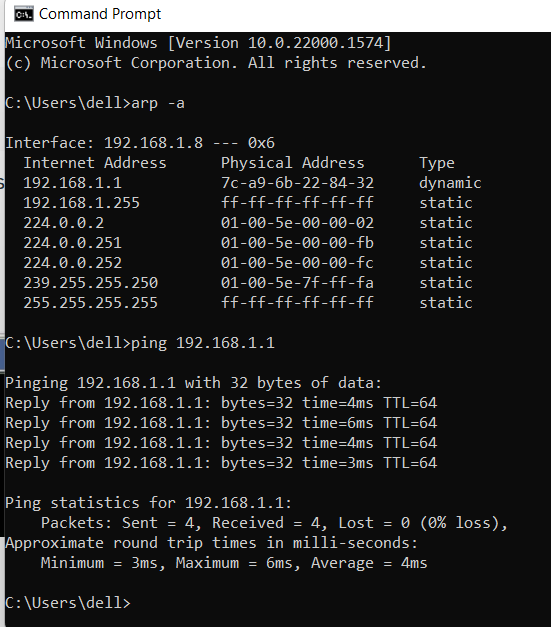 Command Prompt
Microsoft Windows [Version 10.0.22000.1574]
(c) Microsoft Corporation. All rights reserved.
C:\Users\dell>arp -a
Interface: 192.168.1.8 --- 0x6
  Internet Address      Physical Address      Type
  192.168.1.1           7c-a9-6b-22-84-32     dynamic
  192.168.1.255         ff-ff-ff-ff-ff-ff     static
  224.0.0.2             01-00-5e-00-00-02     static
  224.0.0.251           01-00-5e-00-00-fb     static
  224.0.0.252           01-00-5e-00-00-fc     static
  239.255.255.250       01-00-5e-7f-ff-fa     static
  255.255.255.255       ff-ff-ff-ff-ff-ff     static
C:\Users\dell>ping 192.168.1.1
Pinging 192.168.1.1 with 32 bytes of data:
Reply from 192.168.1.1: bytes=32 time=4ms TTL=64
Reply from 192.168.1.1: bytes=32 time=6ms TTL=64
Reply from 192.168.1.1: bytes=32 time=4ms TTL=64
Reply from 192.168.1.1: bytes=32 time=3ms TTL=64
Ping statistics for 192.168.1.1:
    Packets: Sent = 4, Received = 4, Lost = 0 (0% loss),
Approximate round trip times in milli-seconds:
    Minimum = 3ms, Maximum = 6ms, Average = 4ms
C:\Users\dell>